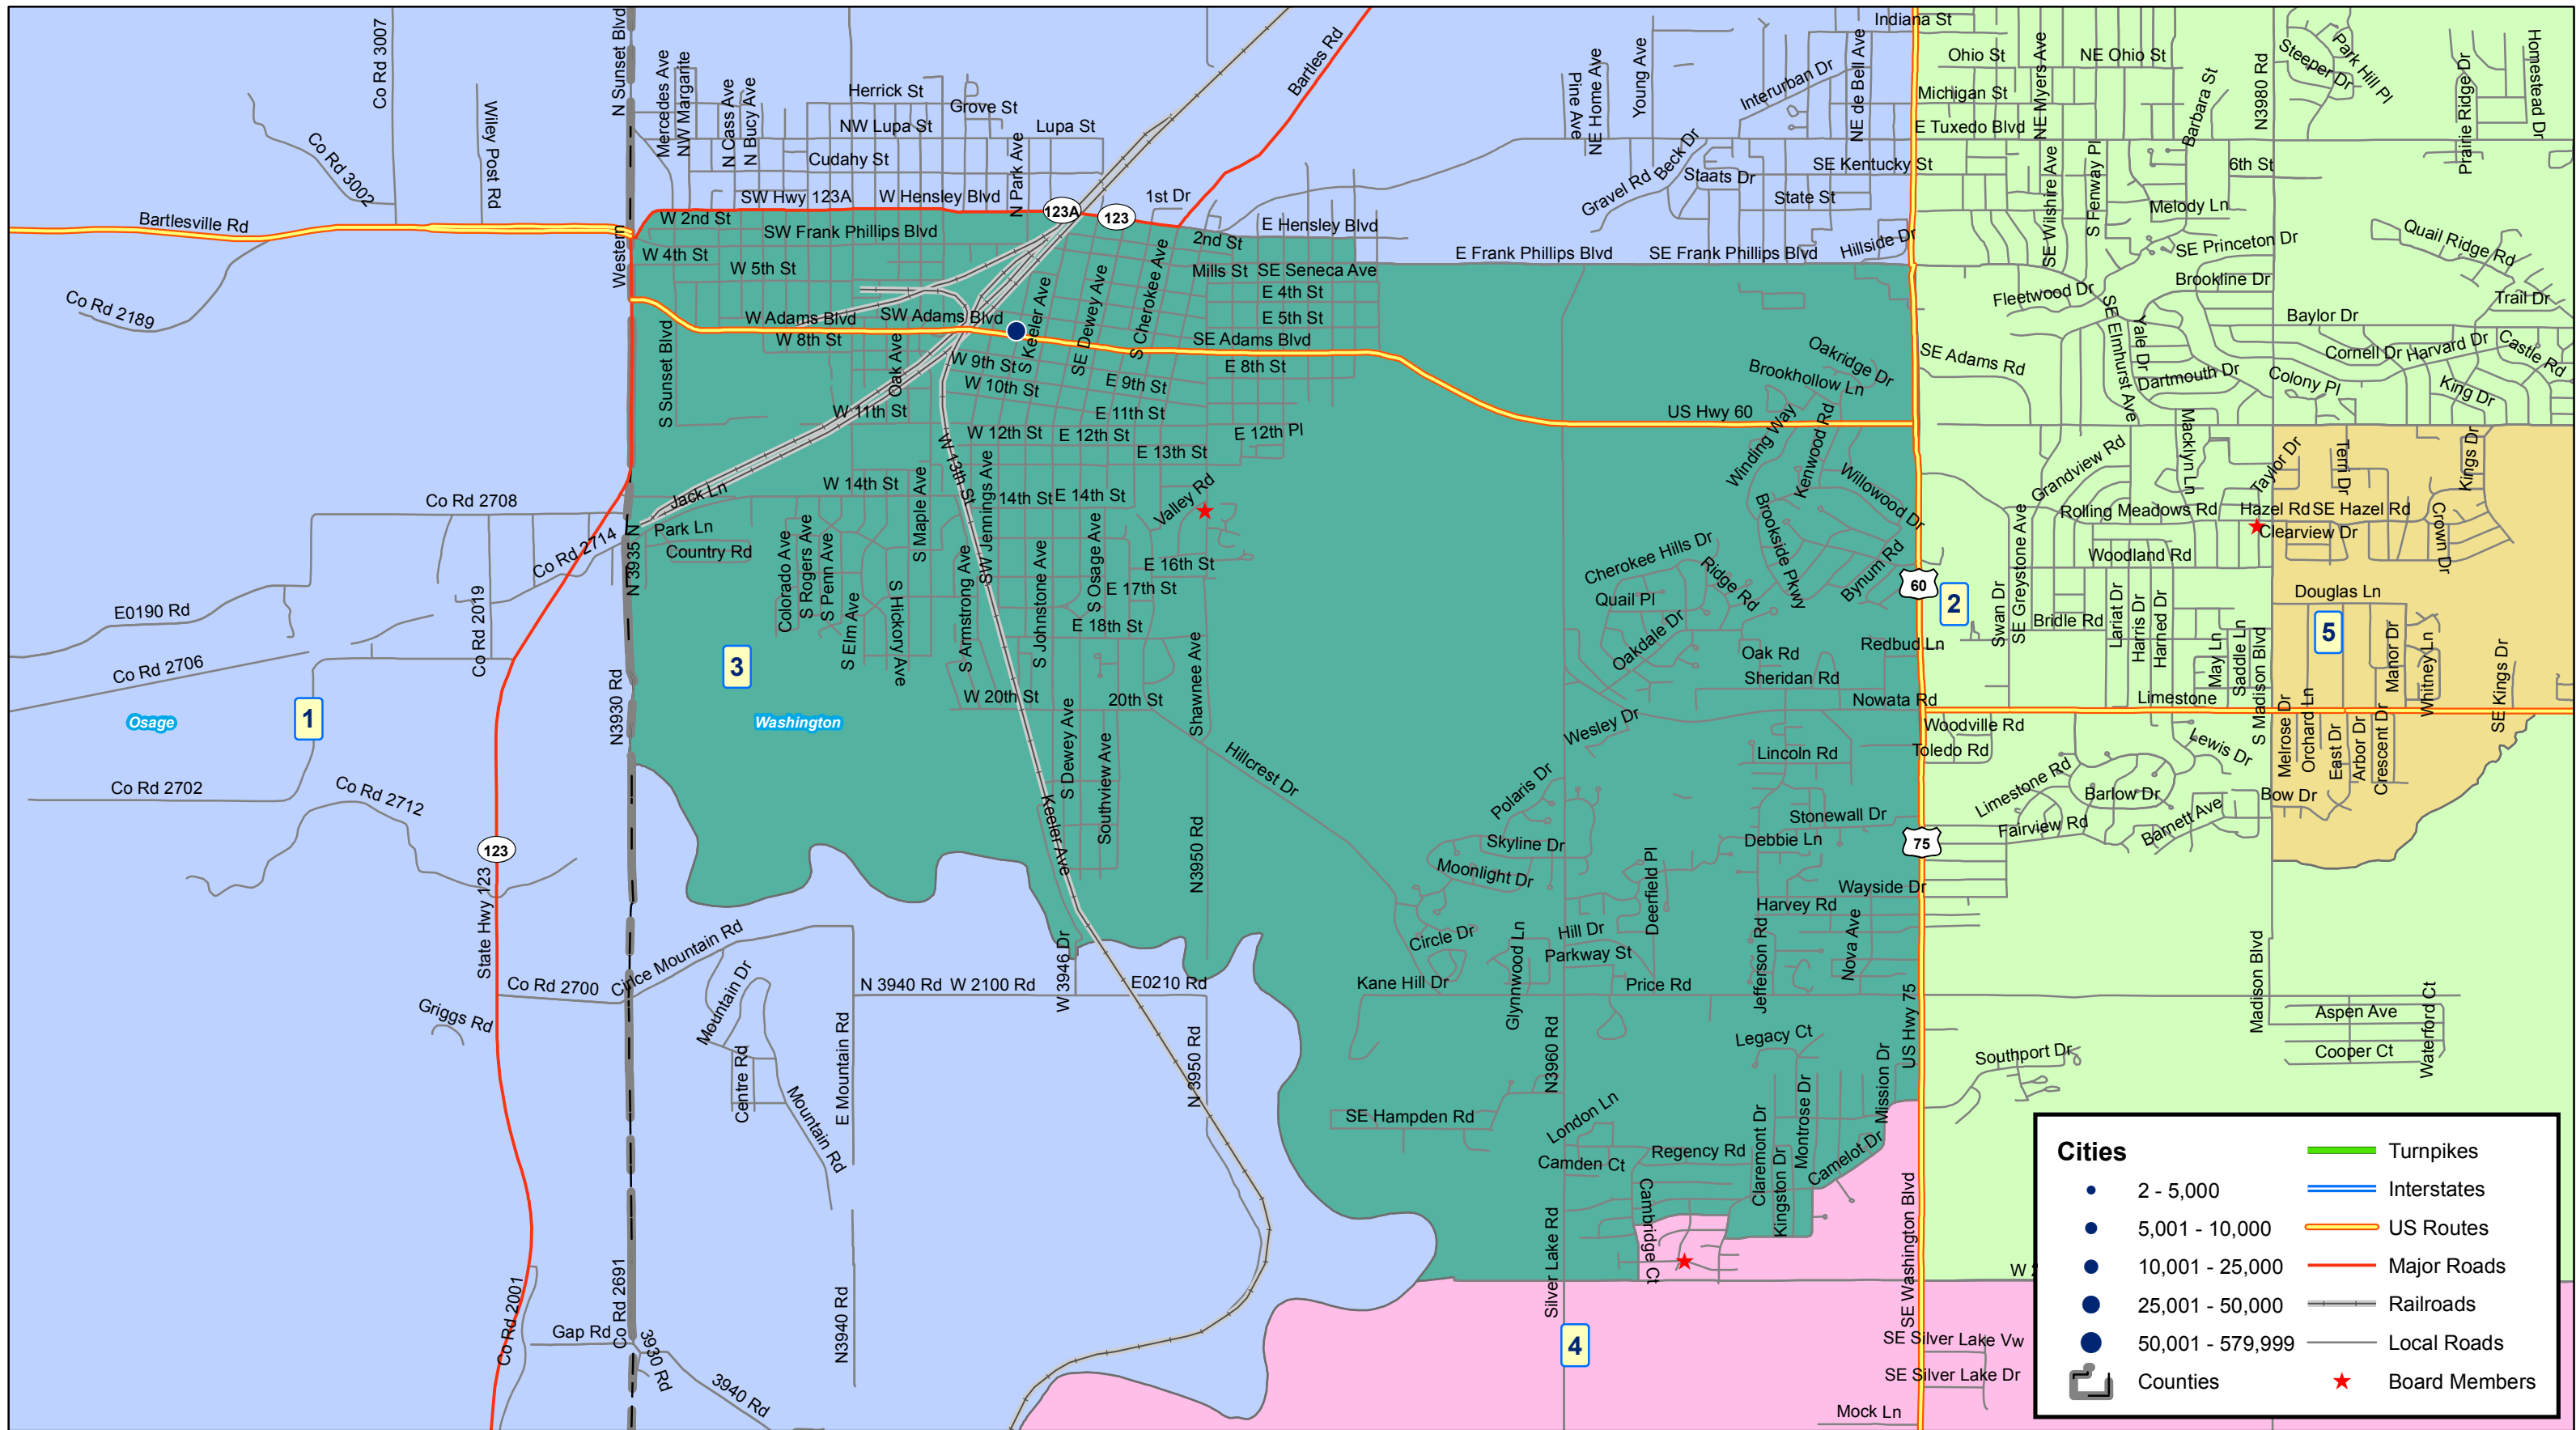 Co Rd 3007
N Sunset Blvd
Mercedes Ave
NW Margarite
N Cass Ave
N Bucy Ave
Herrick St
Grove St
NW Lupa St
Lupa St
Cudahy St
N Park Ave
Bartles Rd
Pine Ave
NE Home Ave
Young Ave
Interurban Dr
NE de Bell Ave
Indiana St
Ohio St
NE Myers Ave
NE Ohio St
Michigan St
E Tuxedo Blvd
Barbara St
N3980 Rd
Steeper Dr
Park Hill Pl
Prairie Ridge Dr
Homestead Dr
Co Rd 3002
Wiley Post Rd
SW Hwy 123A
W Hensley Blvd
123A
123
1st Dr
Gravel Rd
Beck Dr
Staats Dr
State St
SE Kentucky St
SE Wilshire Ave
S Fenway Pl
6th St
Melody Ln
Bartlesville Rd
Western
W 2nd St
SW Frank Phillips Blvd
2nd St
E Hensley Blvd
E Frank Phillips Blvd
SE Frank Phillips Blvd
Hillside Dr
SE Princeton Dr
Quail Ridge Rd
W 4th St
W 5th St
Mills St
SE Seneca Ave
Brookline Dr
Co Rd 2189
E 4th St
Fleetwood Dr
Trail Dr
W Adams Blvd
SW Adams Blvd
S Keeler Ave
SE Dewey Ave
S Cherokee Ave
E 5th St
SE Elmhurst Ave
Yale Dr
Baylor Dr
S Sunset Blvd
W 8th St
SE Adams Blvd
Oakridge Dr
SE Adams Rd
Cornell Dr
Harvard Dr
Castle Rd
Oak Ave
W 9th St
E 8th St
Brookhollow Ln
Dartmouth Dr
Colony Pl
King Dr
W 10th St
E 9th St
W 11th St
E 11th St
US Hwy 60
W 12th St
E 12th St
E 12th Pl
Winding Way
Kenwood Rd
W 13th St
E 13th St
Grandview Rd
Macklyn Ln
Taylor Dr
Terri Dr
Kings Dr
Co Rd 2708
Jack Ln
W 14th St
S Maple Ave
SW Jennings Ave
14th St
E 14th St
Valley Rd
Willowood Dr
Rolling Meadows Rd
Hazel Rd
SE Hazel Rd
Crown Dr
Park Ln
Clearview Dr
Co Rd 2714
N 3935 N
Country Rd
Colorado Ave
S Rogers Ave
S Penn Ave
S Elm Ave
S Hickory Ave
S Armstrong Ave
S Johnstone Ave
S Osage Ave
E 16th St
E 17th St
E 18th St
Cherokee Hills Dr
Quail Pl
Ridge Rd
Brookside Pkwy
Bynum Rd
60
2
Swan Dr
SE Greystone Ave
Woodland Rd
Lariat Dr
Harris Dr
Harned Dr
Douglas Ln
5
E0190 Rd
Co Rd 2019
Bridle Rd
Co Rd 2706
N3930 Rd
3
Shawnee Ave
Oakdale Dr
Oak Rd
Redbud Ln
May Ln
Saddle Ln
S Madison Blvd
Manor Dr
Whitney Ln
SE Kings Dr
Osage
1
Washington
W 20th St
20th St
Sheridan Rd
Nowata Rd
Limestone
Wesley Dr
Woodville Rd
Toledo Rd
Lewis Dr
Melrose Dr
Orchard Ln
East Dr
Arbor Dr
Crescent Dr
Co Rd 2702
Co Rd 2712
S Dewey Ave
Southview Ave
Hillcrest Dr
Lincoln Rd
Polaris Dr
Limestone Rd
Barlow Dr
Bow Dr
Keeler Ave
Stonewall Dr
Fairview Rd
Barnett Ave
123
Skyline Dr
Debbie Ln
75
N3950 Rd
Moonlight Dr
Deerfield Pl
Wayside Dr
State Hwy 123
Harvey Rd
Cirlce Mountain Rd
Circle Dr
Glynnwood Ln
Hill Dr
Parkway St
Jefferson Rd
Nova Ave
Madison Blvd
Co Rd 2700
Mountain Dr
N 3940 Rd
W 2100 Rd
W 3946 Dr
E0210 Rd
Kane Hill Dr
Price Rd
US Hwy 75
Aspen Ave
Waterford Ct
Griggs Rd
Centre Rd
E Mountain Rd
N 3950 Rd
N3960 Rd
Legacy Ct
Cooper Ct
Southport Dr
Mountain Rd
SE Hampden Rd
London Ln
Montrose Dr
Mission Dr
Camden Ct
Regency Rd
Claremont Dr
Kingston Dr
Camelot Dr
Cambridge Ct
Silver Lake Rd
SE Washington Blvd
W 2
Co Rd 2001
Gap Rd
Co Rd 2691
3930 Rd
N3940 Rd
3940 Rd
4
SE Silver Lake Vw
SE Silver Lake Dr
Mock Ln
Cities
2 - 5,000
5,001 - 10,000
10,001 - 25,000
25,001 - 50,000
50,001 - 579,999
Counties
Turnpikes
Interstates
US Routes
Major Roads
Railroads
Local Roads
Board Members